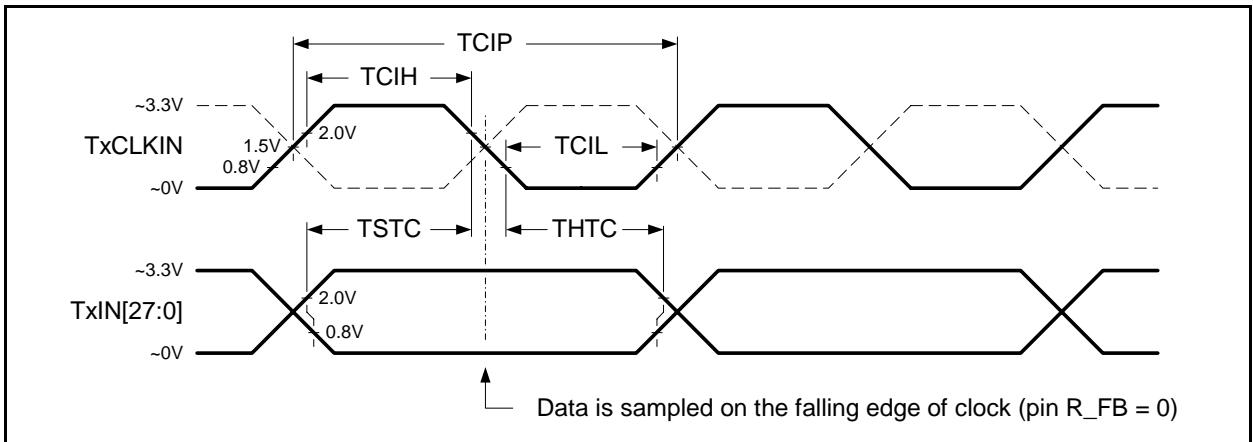 TCIP
TCIH
~3.3V
2.0V
TxCLKIN
1.5V
TCIL
0.8V
~0V
TSTC
THTC
~3.3V
2.0V
TxIN[27:0]
0.8V
~0V
Data is sampled on the falling edge of clock (pin R_FB = 0)